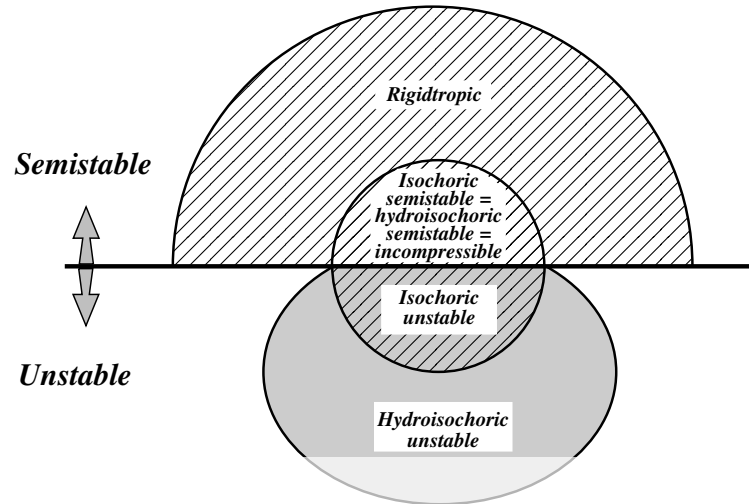 Rigidtropic
Semistable
Isochoric
semistable =
hydroisochoric
semistable =
incompressible
Isochoric
unstable
Unstable
Hydroisochoric
unstable